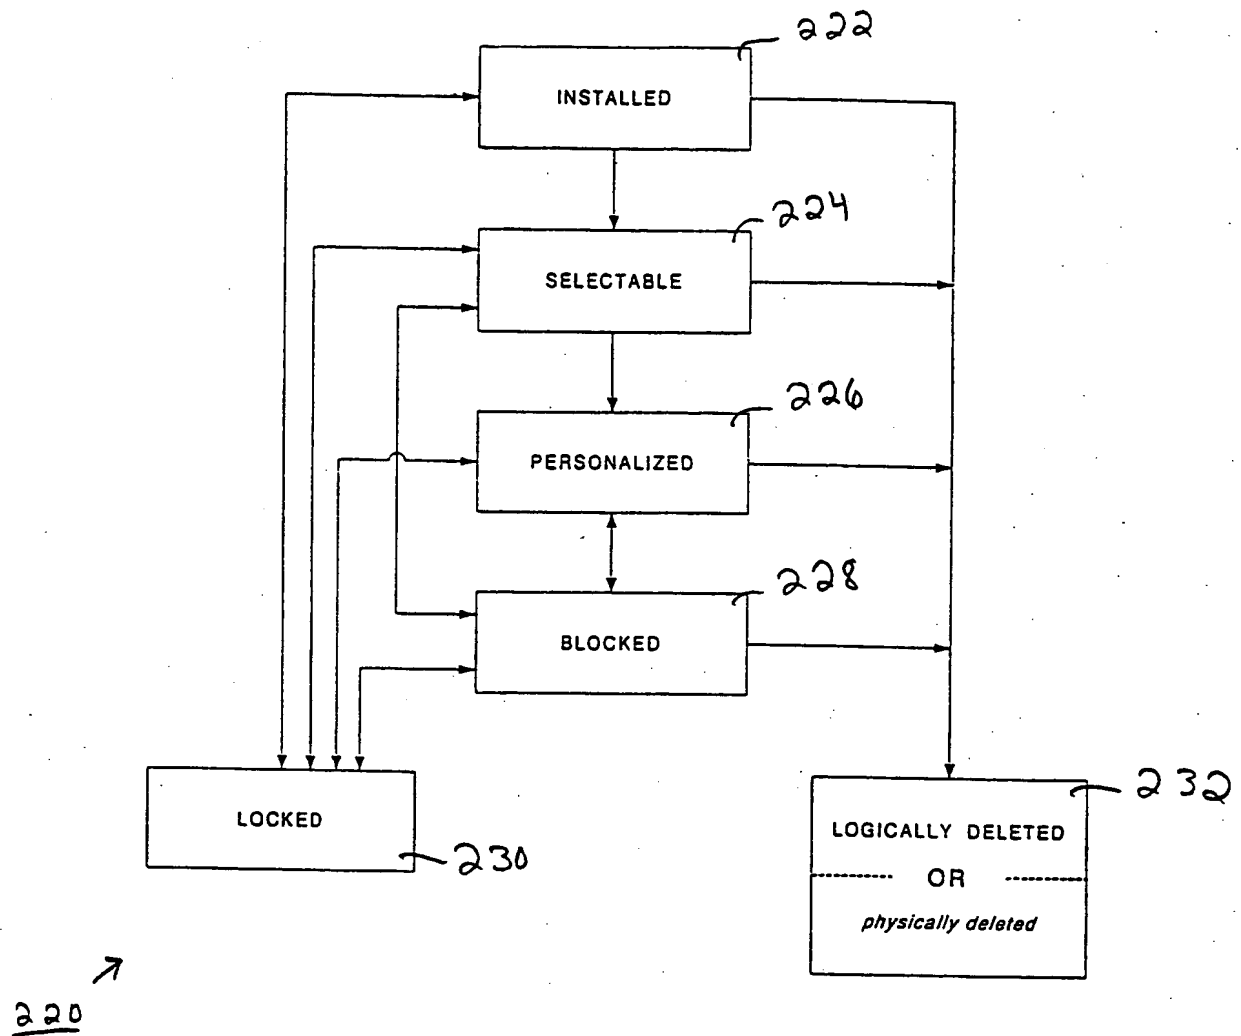 222
INSTALLED
224
SELECTABLE
226
PERSONALIZED
228
BLOCKED
232
LOCKED
LOGICALLY DELETED
230
OR
physically deleted
220